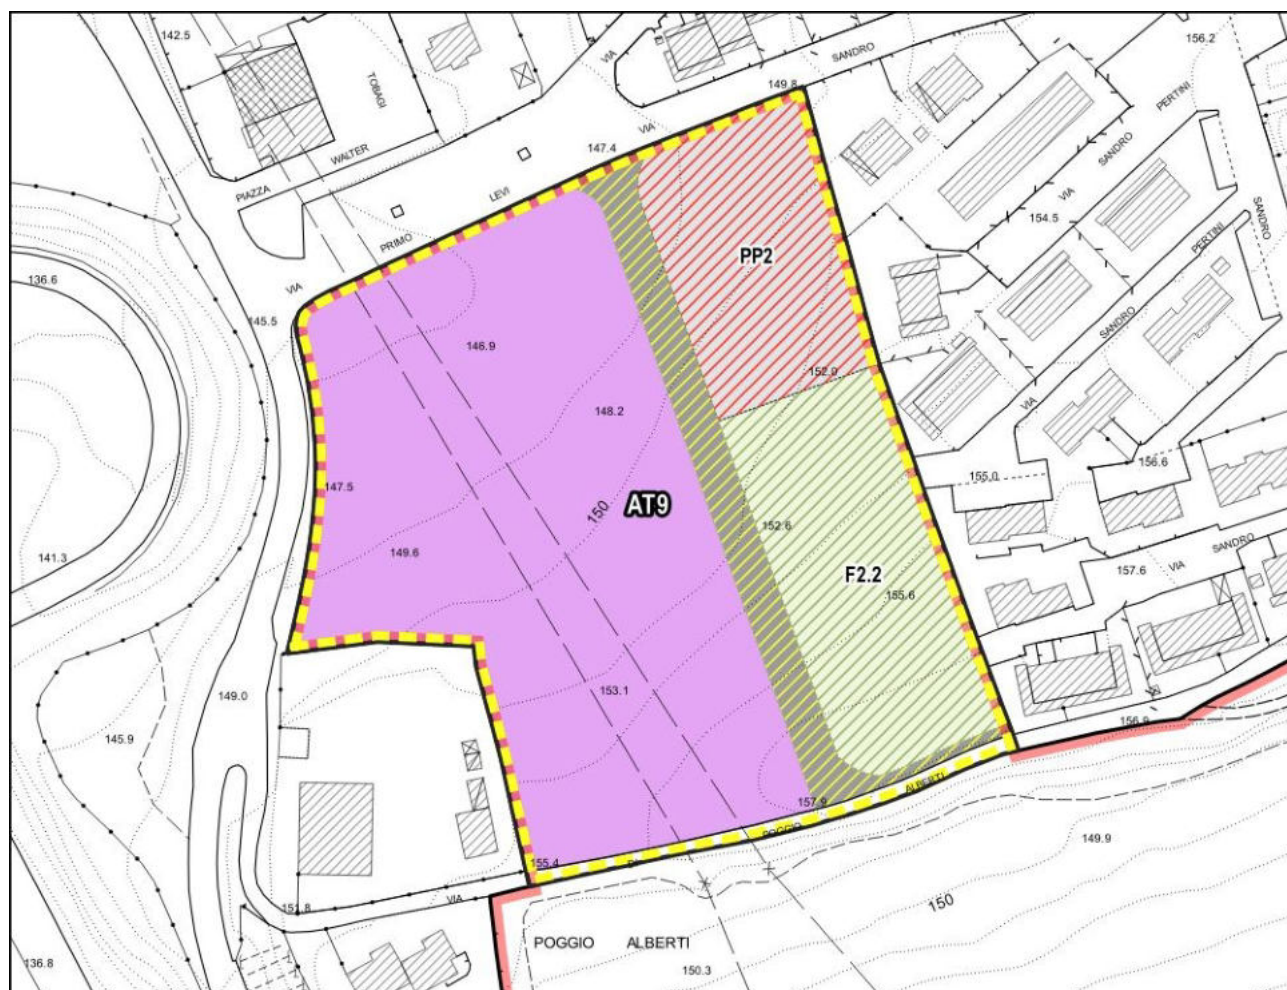 142.5
TOBAGI
WALTER
PIAZZA
VIA
SANDRO
156.2
149.8
VIA
147.4
PERTINI
SANDRO
VIA
154.5
SANDRO
LEVI
PRIMO
VIA
PP2
PERTINI
SANDRO
VIA
136.6
145.5
146.9
148.2
152.0
147.5
150
AT9
155.0
156.6
141.3
149.6
152.6
F2.2
155.6
157.6
VIA
SANDRO
149.0
153.1
145.9
156.9
157.9
POGGIO
ALBERTI
149.9
155.4
DI
VIA
151.8
150
POGGIO ALBERTI
136.8
150.3